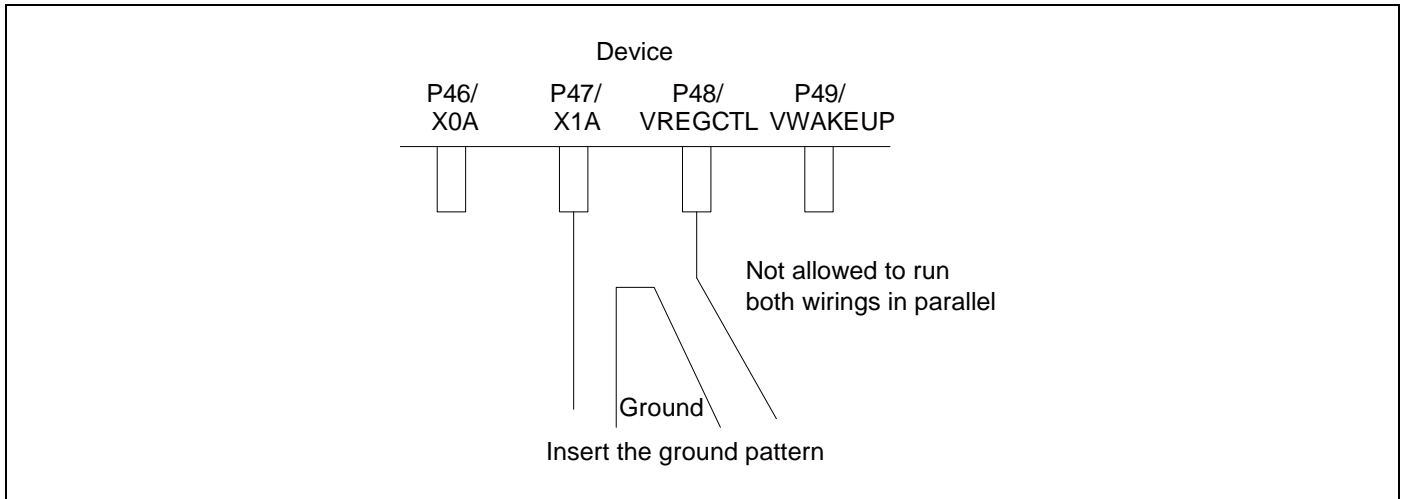 Device
P46/ P47/ P48/ P49/
X0A X1A VREGCTL VWAKEUP
Not allowed to run
both wirings in parallel
Ground
Insert the ground pattern